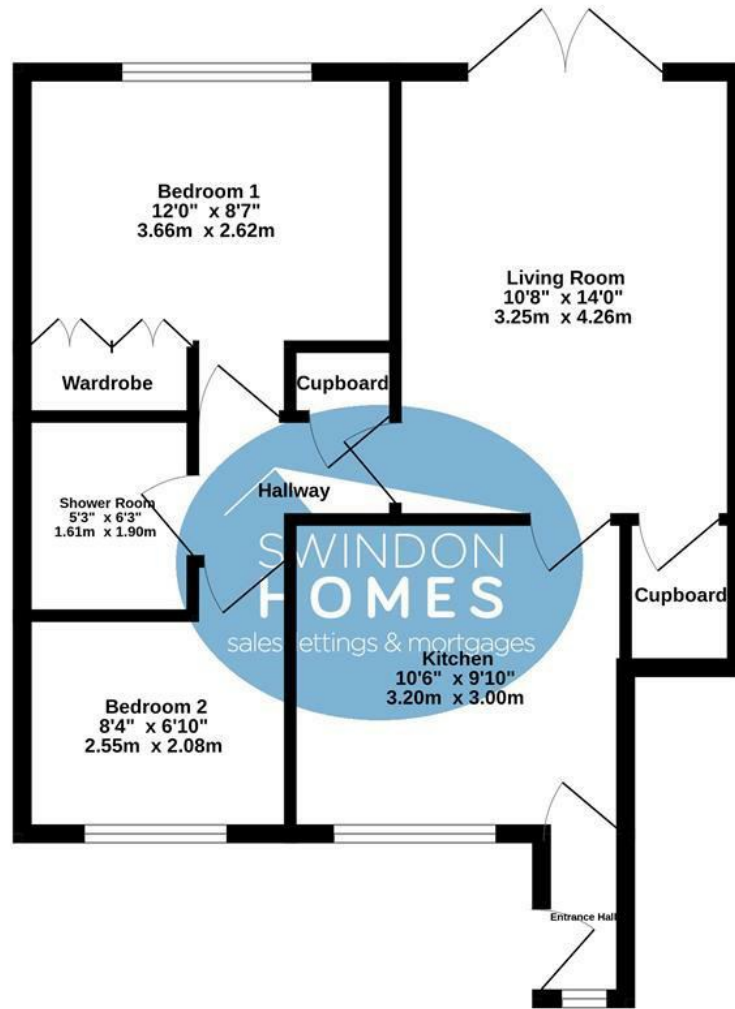 Bedroom 1
12'0" x 8'7"
3.66m x 2.62m
Living Room
10'8" x 14'0"
3.25m x 4.26m
Wardrobe
Cupboard
Shower Room
5'3" x 6'3"
1.61m x 1.90m
Hallway
SWINDON
HOMES
sales lettings & mortgages
Cupboard
Kitchen
10'6" x 9'10"
3.20m x 3.00m
Bedroom 2
8'4" x 6'10"
2.55m x 2.08m
Entrance Hall